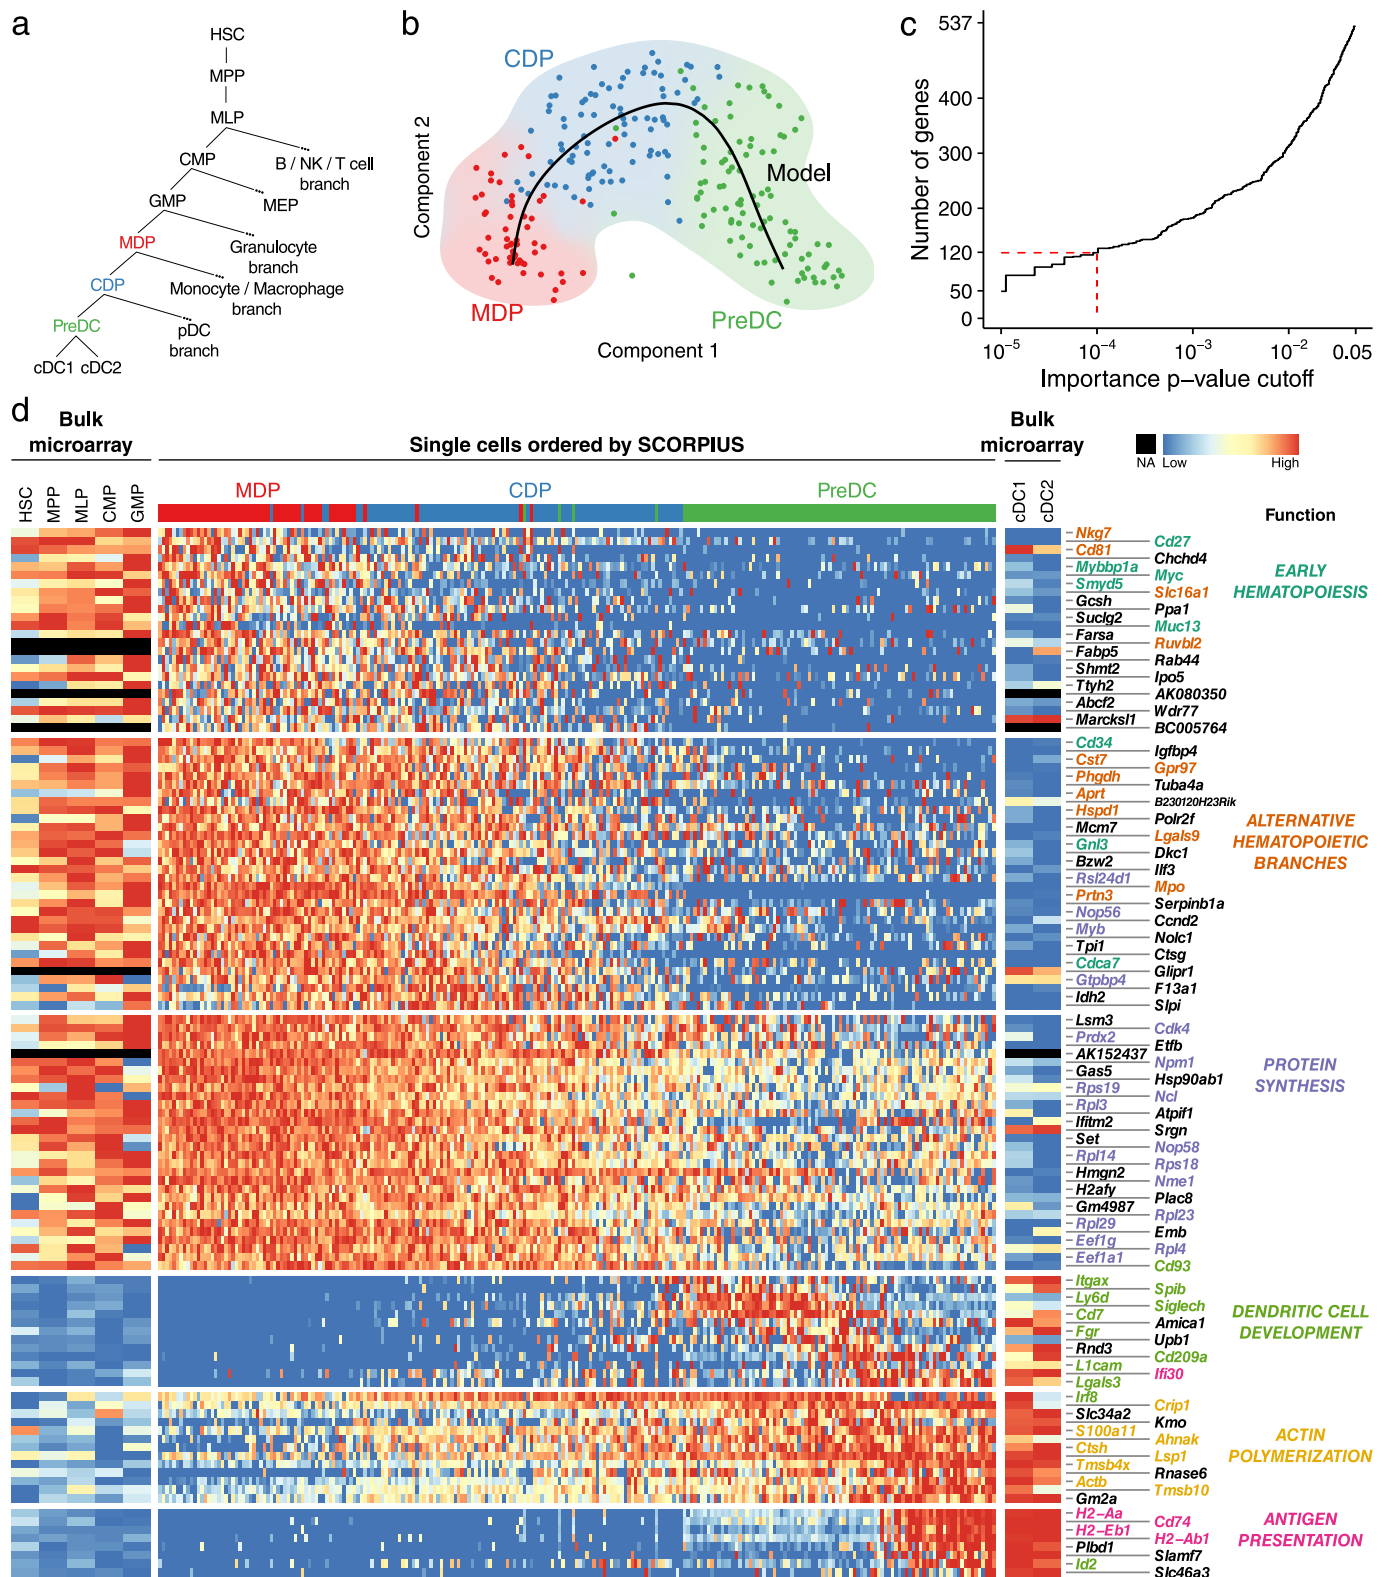 a
HSC
MPP
MLP
CMP
B / NK / T cell
branch
GMP
MEP
MDP
Granulocyte
branch
CDP
Monocyte / Macrophage
branch
PreDC
pDC
branch
cDC1 cDC2
b
CDP
Component 2
Model
MDP
PreDC
Component 1
c
537
400
300
200
120
50
0
Number of genes
10−5 10−4 10−3 10−2 0.05
Importance p−value cutoff
d
Bulk
microarray
Single cells ordered by SCORPIUS
Bulk
microarray
NA Low High
HSC
MPP
MLP
CMP
GMP
MDP CDP PreDC
cDC1
cDC2
Function
Nkg7
Cd27
Cd81
Chchd4
Mybbp1a
Myc
Smyd5
Slc16a1
Gcsh
Ppa1
Suclg2
Muc13
Farsa
Ruvbl2
Fabp5
Rab44
Shmt2
Ipo5
Ttyh2
AK080350
Abcf2
Wdr77
Marcksl1
BC005764
EARLY
HEMATOPOIESIS
Cd34
Igfbp4
Cst7
Gpr97
Phgdh
Tuba4a
Aprt
B230120H23Rik
Hspd1
Polr2f
Mcm7
Lgals9
Gnl3
Dkc1
Bzw2
Ilf3
Rsl24d1
Mpo
Prtn3
Serpinb1a
Nop56
Ccnd2
Myb
Nolc1
Tpi1
Ctsg
Cdca7
Glipr1
Gtpbp4
F13a1
Idh2
Slpi
ALTERNATIVE
HEMATOPOIETIC
BRANCHES
Lsm3
Cdk4
Prdx2
Etfb
AK152437
Npm1
Gas5
Hsp90ab1
Rps19
Ncl
Rpl3
Atpif1
Ifitm2
Srgn
Set
Nop58
Rpl14
Rps18
Hmgn2
Nme1
H2afy
Plac8
Gm4987
Rpl23
Rpl29
Emb
Eef1g
Rpl4
Eef1a1
Cd93
PROTEIN
SYNTHESIS
Itgax
Spib
Ly6d
Siglech
Cd7
Amica1
Fgr
Upb1
Rnd3
Cd209a
L1cam
Ifi30
Lgals3
DENDRITIC CELL
DEVELOPMENT
Irf8
Crip1
Slc34a2
Kmo
S100a11
Ahnak
Ctsh
Lsp1
Tmsb4x
Rnase6
Actb
Tmsb10
Gm2a
ACTIN
POLYMERIZATION
H2−Aa
Cd74
H2−Eb1
H2−Ab1
Plbd1
Slamf7
Id2
Slc46a3
ANTIGEN
PRESENTATION